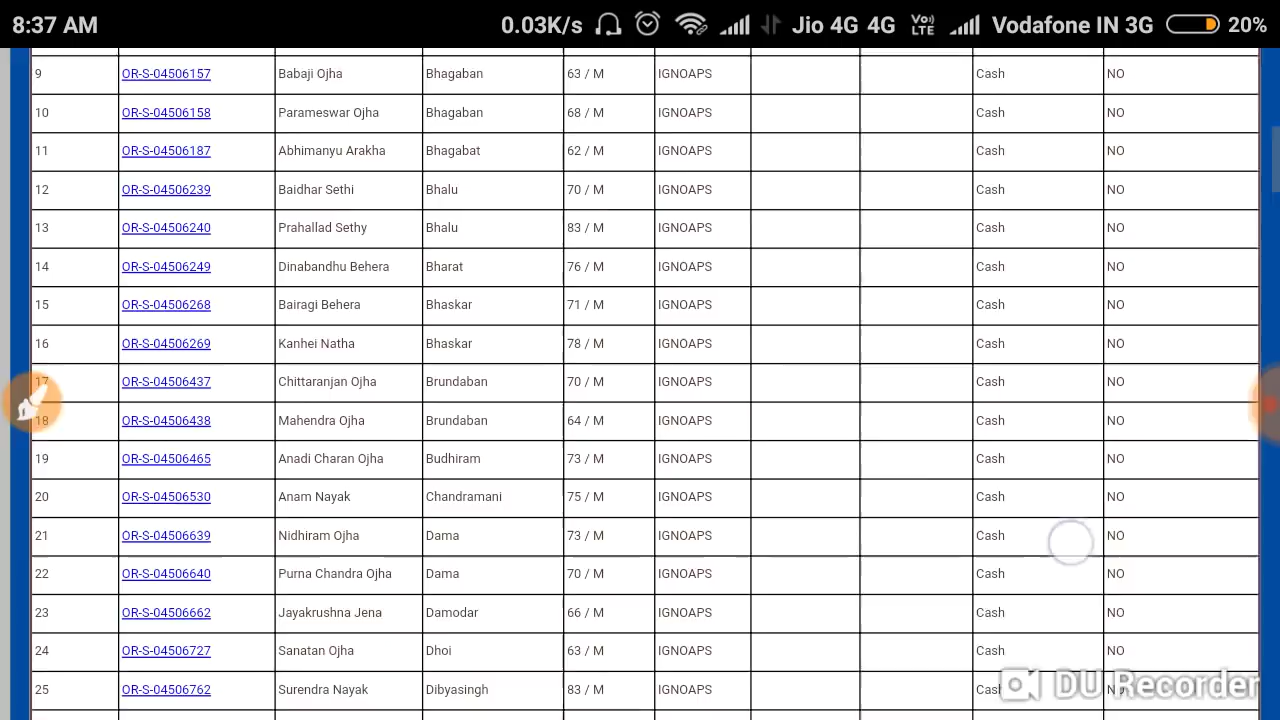 8:37 AM 0.03K/s Jio 4G 4G Vo) LTE Vodafone IN 3G 20%
9 OR-S-04506157 Babaji Ojha Bhagaban 63 / M IGNOAPS Cash NO
10 OR-S-04506158 Parameswar Ojha Bhagaban 68 / M IGNOAPS Cash NO
11 OR-S-04506187 Abhimanyu Arakha Bhagabat 62 / M IGNOAPS Cash NO
12 OR-S-04506239 Baidhar Sethi Bhalu 70 / M IGNOAPS Cash NO
13 OR-S-04506240 Prahallad Sethy Bhalu 83 / M IGNOAPS Cash NO
14 OR-S-04506249 Dinabandhu Behera Bharat 76 / M IGNOAPS Cash NO
15 OR-S-04506268 Bairagi Behera Bhaskar 71 / M IGNOAPS Cash NO
16 OR-S-04506269 Kanhei Natha Bhaskar 78 / M IGNOAPS Cash NO
17 OR-S-04506437 Chittaranjan Ojha Brundaban 70 / M IGNOAPS Cash NO
18 OR-S-04506438 Mahendra Ojha Brundaban 64 / M IGNOAPS Cash NO
19 OR-S-04506465 Anadi Charan Ojha Budhiram 73 / M IGNOAPS Cash NO
20 OR-S-04506530 Anam Nayak Chandramani 75 / M IGNOAPS Cash NO
21 OR-S-04506639 Nidhiram Ojha Dama 73 / M IGNOAPS Cash NO
22 OR-S-04506640 Purna Chandra Ojha Dama 70 / M IGNOAPS Cash NO
23 OR-S-04506662 Jayakrushna Jena Damodar 66 / M IGNOAPS Cash NO
24 OR-S-04506727 Sanatan Ojha Dhoi 63 / M IGNOAPS Cash NO
25 OR-S-04506762 Surendra Nayak Dibyasingh 83 / M IGNOAPS Cash NO
DU Recorder